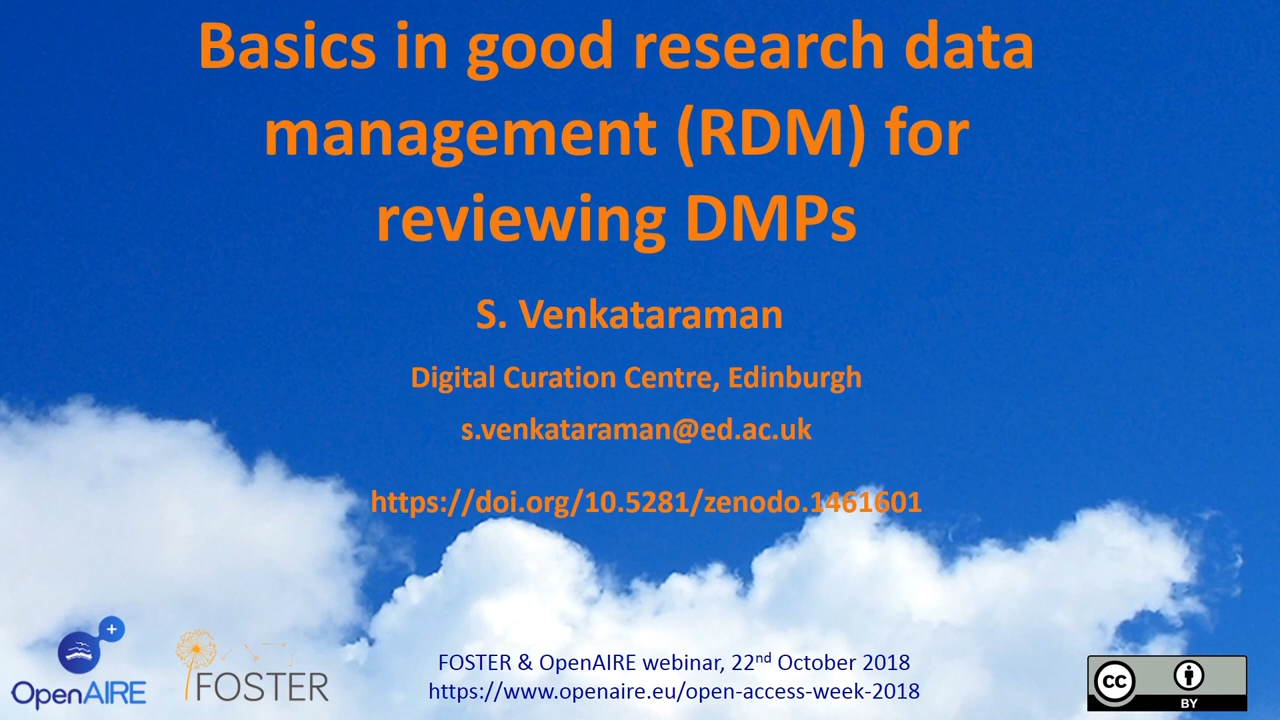 Basics in good research data
management (RDM) for
reviewing DMPs
S. Venkataraman
Digital Curation Centre, Edinburgh
s.venkataraman@ed.ac.uk
https://doi.org/10.5281/zenodo.1461601
OpenAIRE
FOSTER
FOSTER & OpenAIRE webinar, 22nd October 2018
https://www.openaire.eu/open-access-week-2018
cc
BY